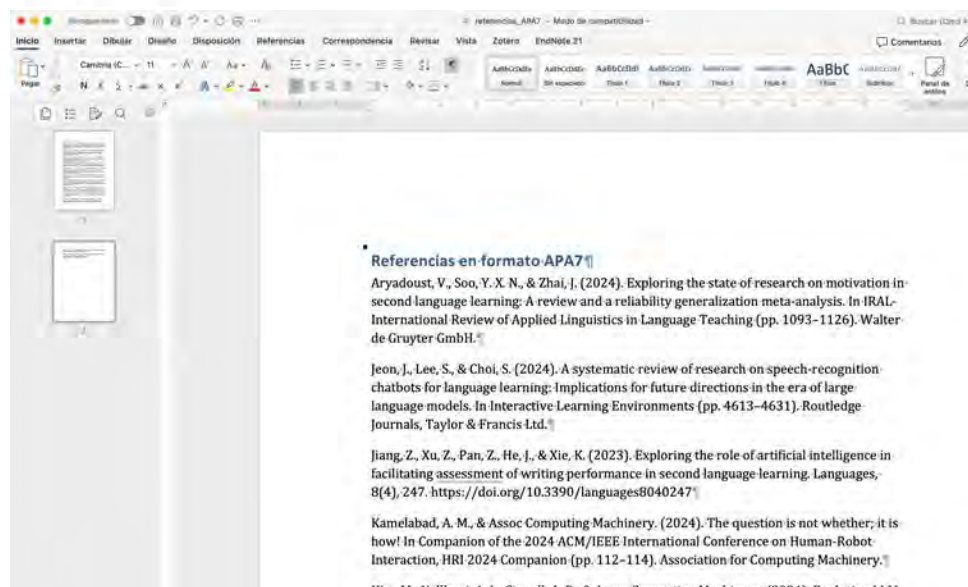 referencias_APA7 - Modo de compatibilidad -
Inicio Insertar Dibujar Diseño Disposición Referencias Correspondencia Revisar Vista Zotero EndNote 21
Comentarios
Pegar
Cambria (C... 11
AaBbC
Panel de
Referencias en formato APA7
Aryadoust, V., Soo, Y. X. N., & Zhai, J. (2024). Exploring the state of research on motivation in
second language learning: A review and a reliability generalization meta-analysis. In IRAL-
International Review of Applied Linguistics in Language Teaching (pp. 1093–1126). Walter
de Gruyter GmbH.
Jeon, J., Lee, S., & Choi, S. (2024). A systematic review of research on speech-recognition
chatbots for language learning: Implications for future directions in the era of large
language models. In Interactive Learning Environments (pp. 4613–4631). Routledge
Journals, Taylor & Francis Ltd.
Jiang, Z., Xu, Z., Pan, Z., He, J., & Xie, K. (2023). Exploring the role of artificial intelligence in
facilitating assessment of writing performance in second language learning. Languages,
8(4), 247. https://doi.org/10.3390/languages8040247
Kamelabad, A. M., & Assoc Computing Machinery. (2024). The question is not whether; it is
how! In Companion of the 2024 ACM/IEEE International Conference on Human-Robot
Interaction, HRI 2024 Companion (pp. 112–114). Association for Computing Machinery.